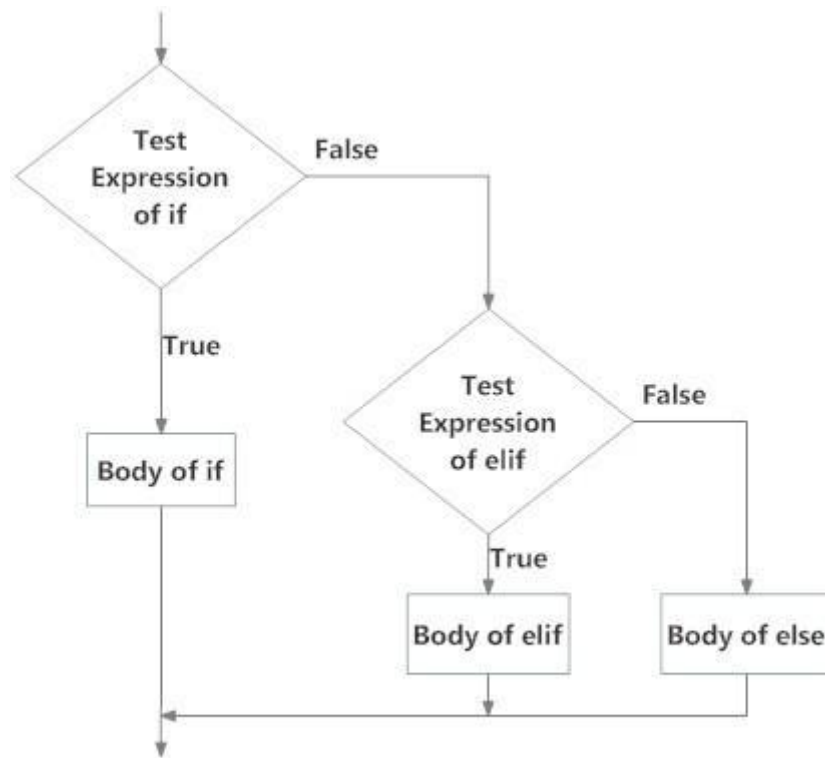 Test
Expression
of if
False
True
Body of if
Test
Expression
of elif
False
True
Body of elif
Body of else